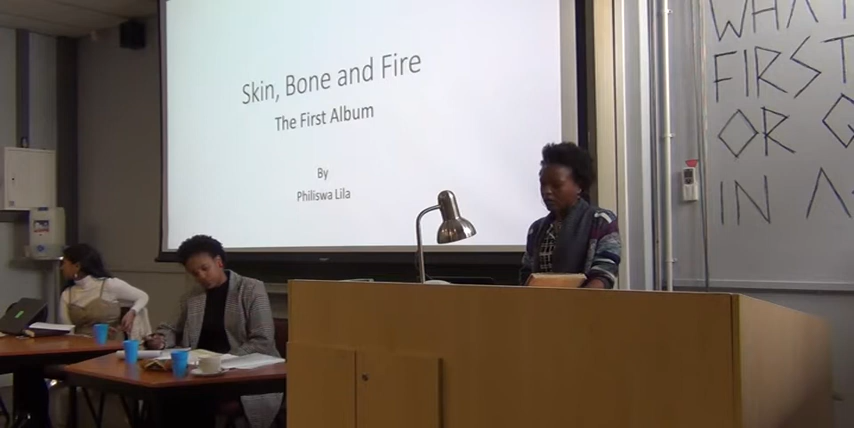 Skin, Bone and Fire
The First Album
By
Philiswa Lila
WHAT
FIRST
OR
IN